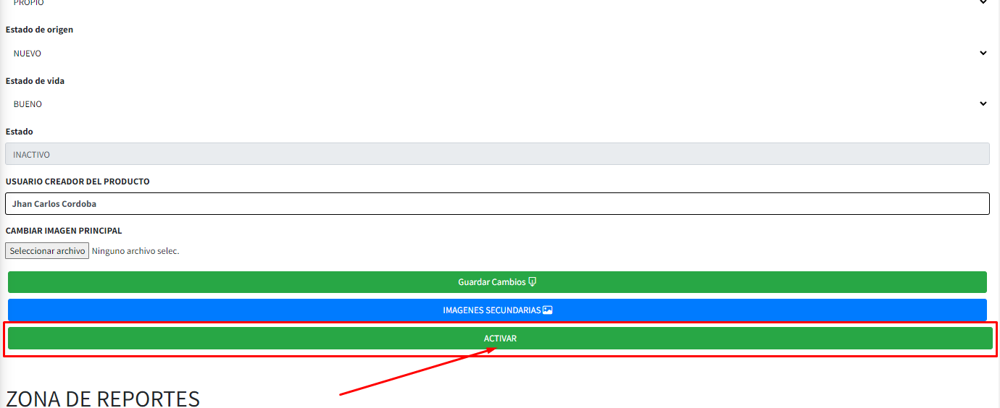 PROPIO
Estado de origen
NUEVO
Estado de vida
BUENO
Estado
INACTIVO
USUARIO CREADOR DEL PRODUCTO
Jhan Carlos Cordoba
CAMBIAR IMAGEN PRINCIPAL
Seleccionar archivo Ninguno archivo selec.
Guardar Cambios
IMAGENES SECUNDARIAS
ACTIVAR
ZONA DE REPORTES